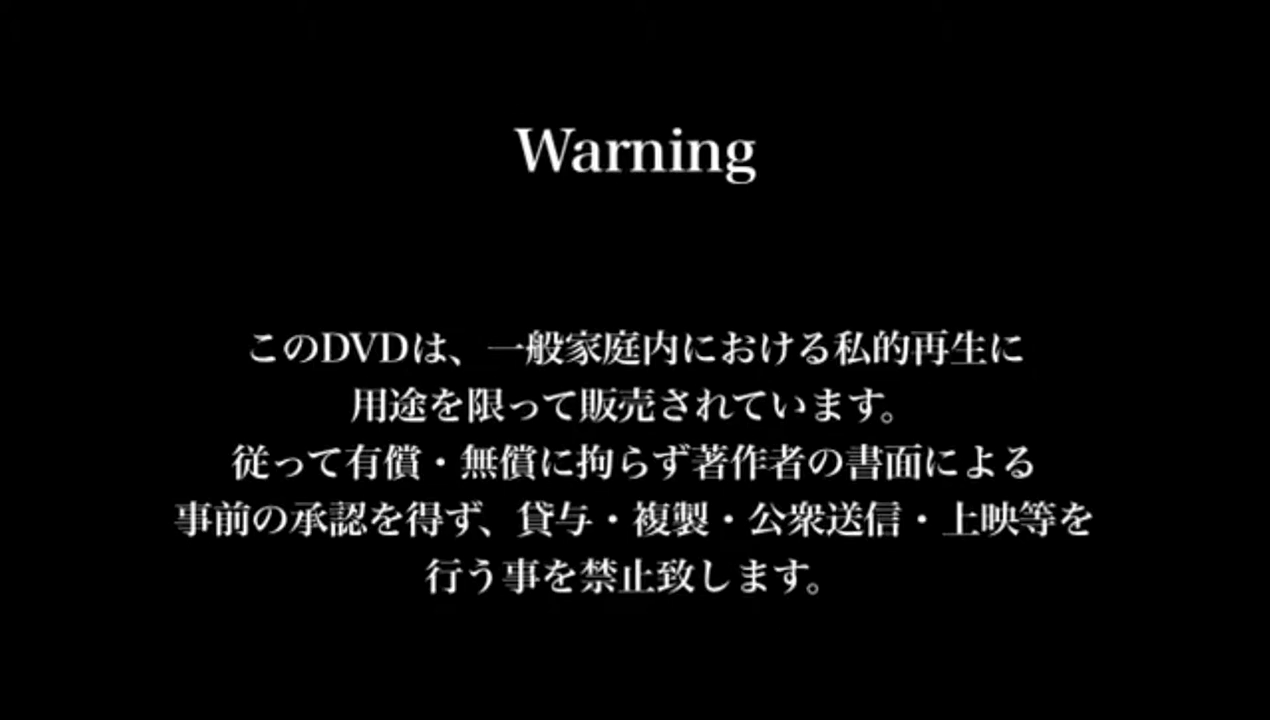 Warning
このDVDは、一般家庭内における私的再生に
用途を限って販売されています。
従って有償・無償に拘らず著作者の書面による
事前の承認を得ず、貸与・複製・公衆送信・上映等を
行う事を禁止致します。